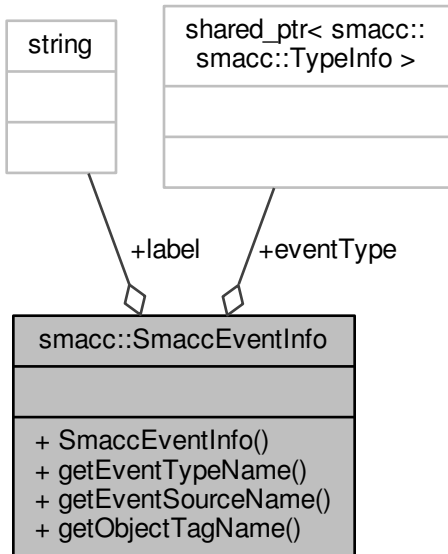 string
shared_ptr< smacc::
smacc::TypeInfo >
+label
+eventType
smacc::SmaccEventInfo
+ SmaccEventInfo()
+ getEventTypeName()
+ getEventSourceName()
+ getObjectTagName()